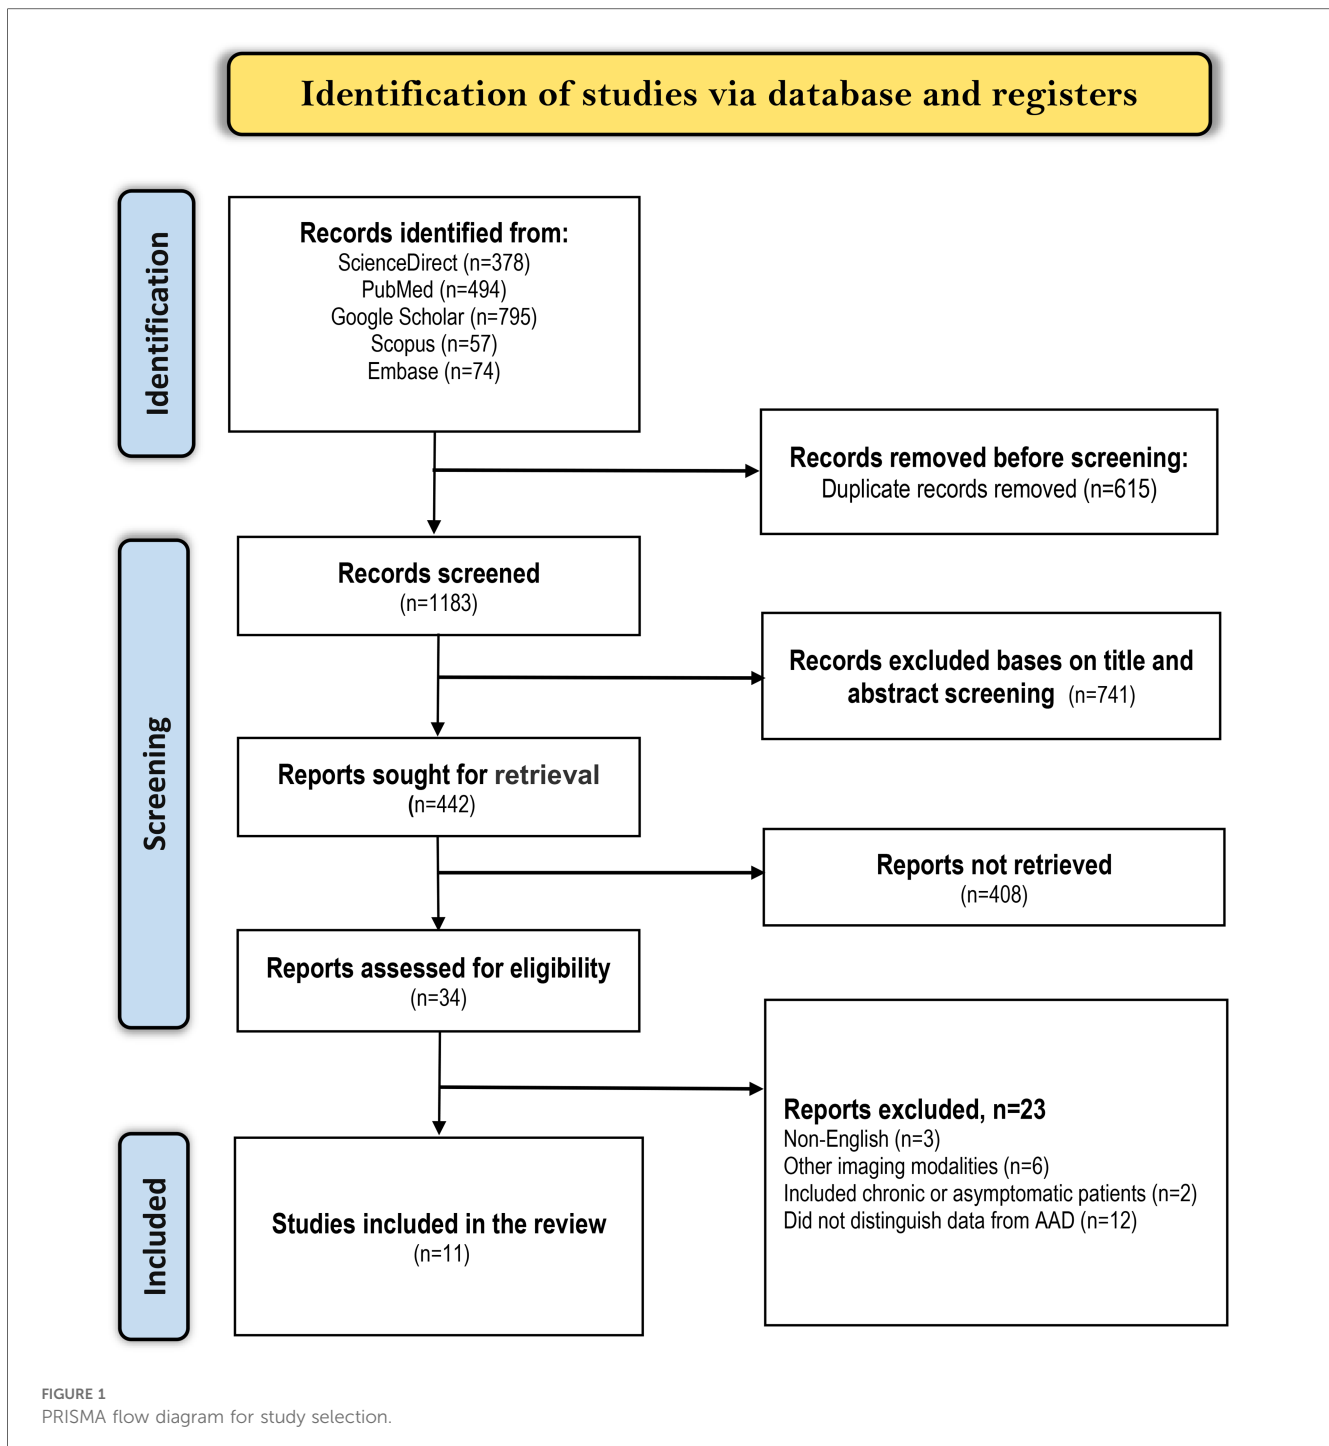 Identification of studies via database and registers
Identification
Records identified from:
ScienceDirect (n=378)
PubMed (n=494)
Google Scholar (n=795)
Scopus (n=57)
Embase (n=74)
Records removed before screening:
Duplicate records removed (n=615)
Screening
Records screened
(n=1183)
Records excluded bases on title and
abstract screening (n=741)
Reports sought for retrieval
(n=442)
Reports not retrieved
(n=408)
Reports assessed for eligibility
(n=34)
Reports excluded, n=23
Non-English (n=3)
Other imaging modalities (n=6)
Included chronic or asymptomatic patients (n=2)
Did not distinguish data from AAD (n=12)
Included
Studies included in the review
(n=11)
FIGURE 1
PRISMA flow diagram for study selection.